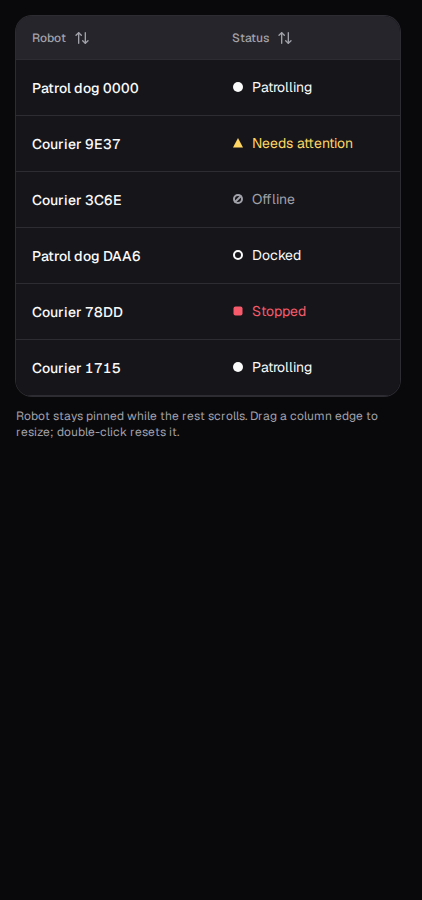 Robot Status
Patrol dog 0000 Patrolling
Courier 9E37 Needs attention
Courier 3C6E Offline
Patrol dog DAA6 Docked
Courier 78DD Stopped
Courier 1715 Patrolling
Robot stays pinned while the rest scrolls. Drag a column edge to
resize; double-click resets it.